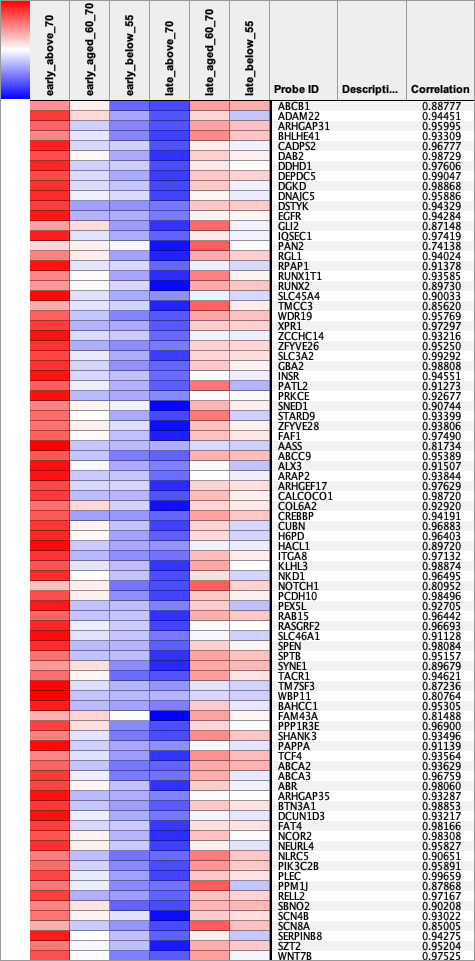 early_above_70 early_aged_60_70 early_below_55 late_above_70 late_aged_60_70 late_below_55 Probe ID Descripti... Correlation
ABCB1 0.88777
ADAM22 0.94451
ARHGAP31 0.95995
BHLHE41 0.93309
CADPS2 0.96777
DAB2 0.98729
DDHD1 0.97606
DEPDC5 0.99047
DGKD 0.98868
DNAJC5 0.95886
DSTYK 0.94329
EGFR 0.94284
GLI2 0.87148
IQSEC1 0.97419
PAN2 0.74138
RGL1 0.94024
RPAP1 0.91378
RUNX1T1 0.93585
RUNX2 0.89730
SLC45A4 0.90033
TMCC3 0.85620
WDR19 0.95769
XPR1 0.97297
ZCCHC14 0.93216
ZFYVE26 0.95250
SLC3A2 0.99292
GBA2 0.98808
INSR 0.94551
PATL2 0.91273
PRKCE 0.92677
SNED1 0.90744
STARD9 0.93399
ZFYVE28 0.93806
FAF1 0.97490
AASS 0.81734
ABCC9 0.95389
ALX3 0.91507
ARAP2 0.93844
ARHGEF17 0.97629
CALCOCO1 0.98720
COL6A2 0.92920
CREBBP 0.94191
CUBN 0.96883
H6PD 0.96403
HACL1 0.89720
ITGA8 0.97132
KLHL3 0.98874
NKD1 0.96495
NOTCH1 0.80952
PCDH10 0.98496
PEX5L 0.92705
RAB15 0.96442
RASGRF2 0.96693
SLC46A1 0.91128
SPEN 0.98084
SPTB 0.95157
SYNE1 0.89679
TACR1 0.94621
TM7SF3 0.87236
WBP11 0.80764
BAHCC1 0.95305
FAM43A 0.81488
PPP1R3E 0.96900
SHANK3 0.93496
PAPPA 0.91139
TCF4 0.93564
ABCA2 0.93629
ABCA3 0.96759
ABR 0.98060
ARHGAP35 0.93287
BTN3A1 0.98853
DCUN1D3 0.93217
FAT4 0.98166
NCOR2 0.98308
NEURL4 0.95827
NLRC5 0.90651
PIK3C2B 0.95891
PLEC 0.99659
PPM1J 0.87868
RELL2 0.97167
SBNO2 0.90208
SCN4B 0.93022
SCN8A 0.85005
SERPINB8 0.94275
SZT2 0.95204
WNT7B 0.97525